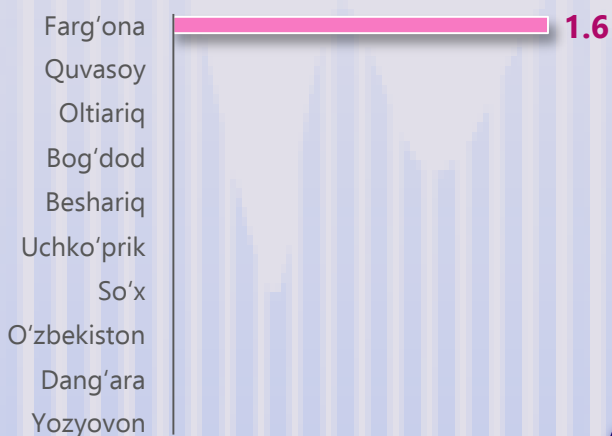 Farg‘ona 1.6
Quvasoy
Oltiariq
Bog‘dod
Beshariq
Uchko‘prik
So‘x
O‘zbekiston
Dang‘ara
Yozyovon